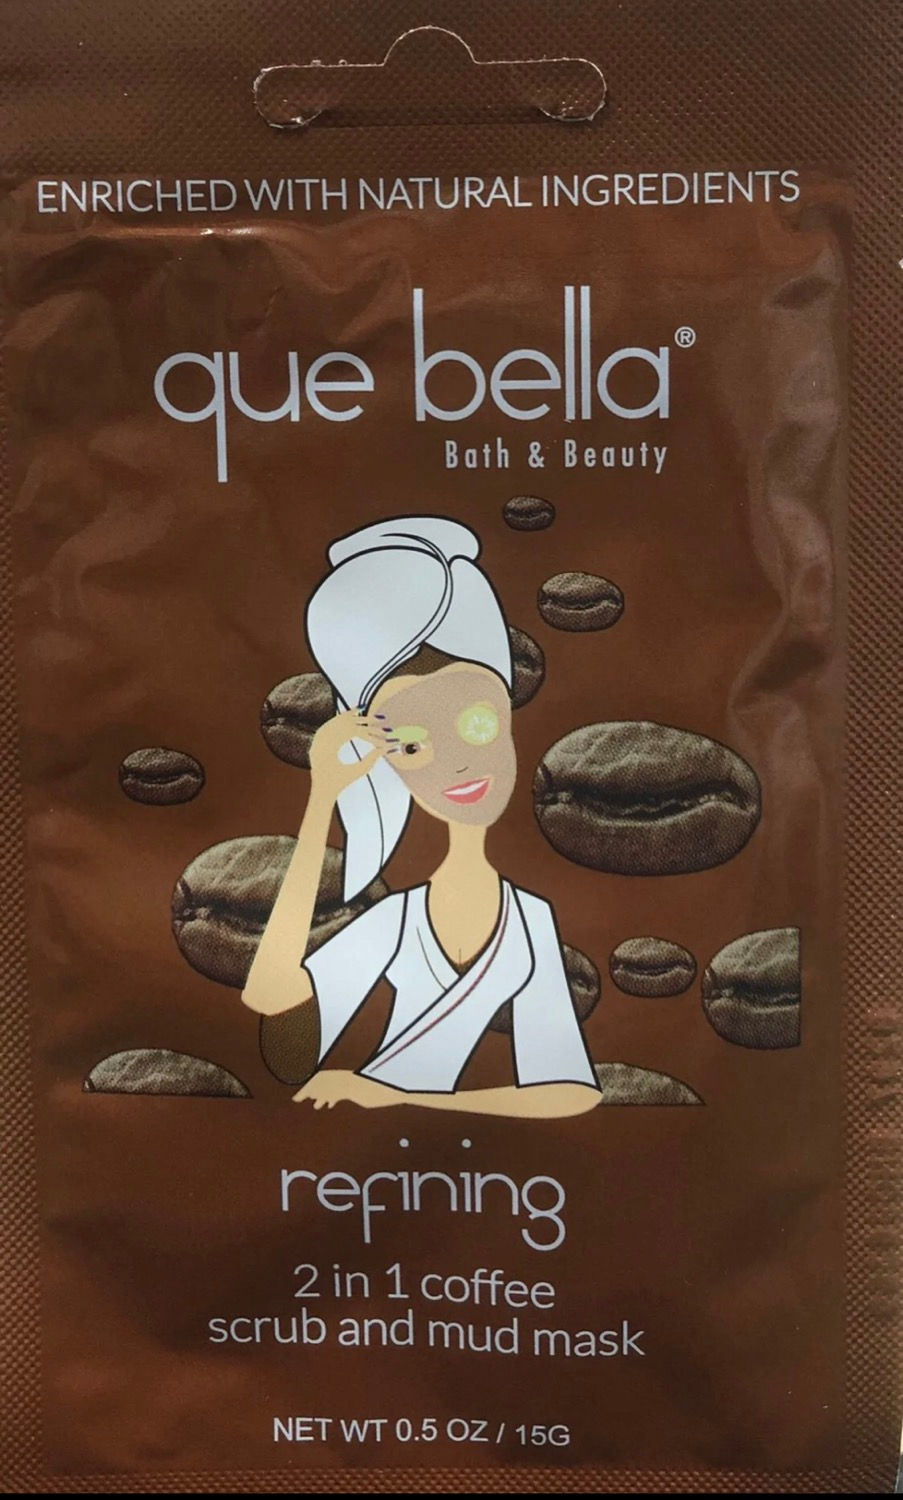 ENRICHED WITH NATURAL INGREDIENTS
que bella®
Bath & Beauty
refining
2 in 1 coffee
scrub and mud mask
NET WT 0.5 OZ / 15G